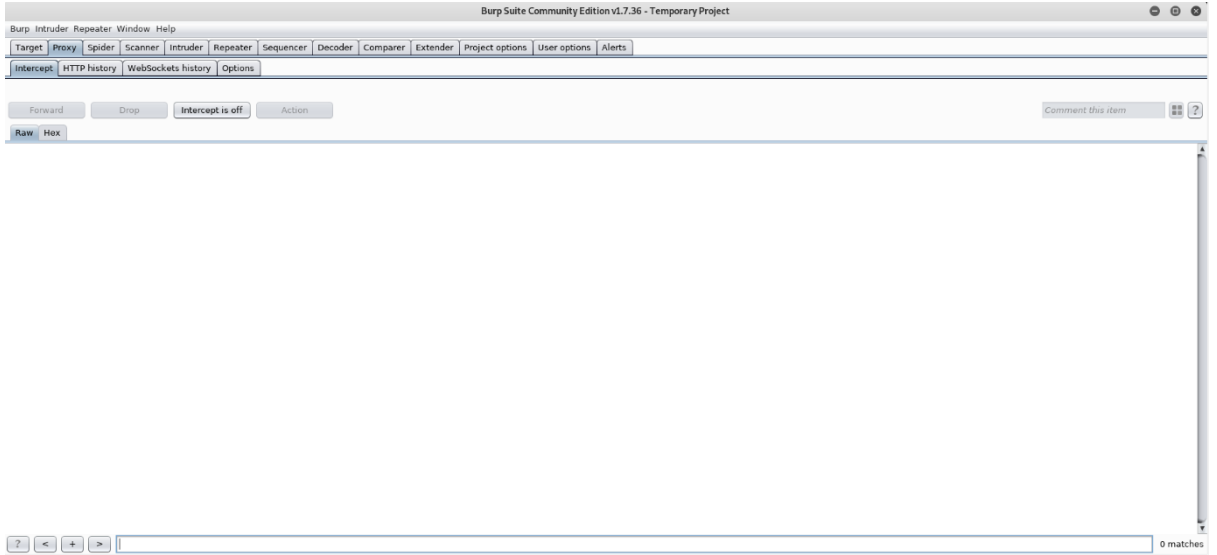 Burp Suite Community Edition v1.7.36 - Temporary Project
Burp Intruder Repeater Window Help
Target Proxy Spider Scanner Intruder Repeater Sequencer Decoder Comparer Extender Project options User options Alerts
Intercept HTTP history WebSockets history Options
Forward Drop Intercept is off Action Comment this item ?
Raw Hex
? < + > 0 matches